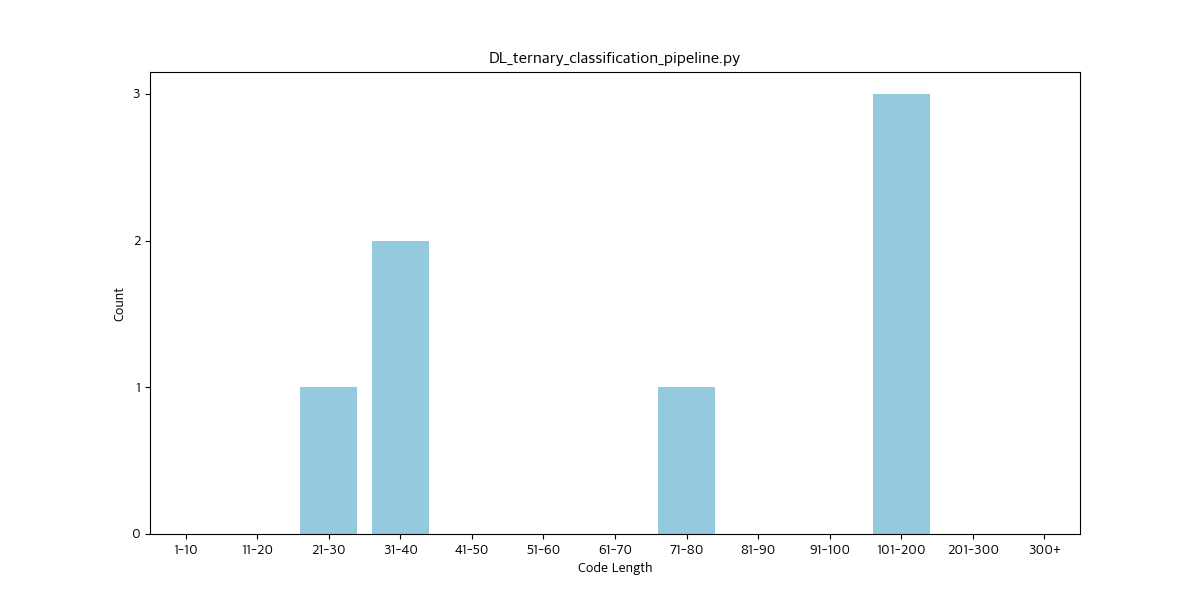 DL_ternary_classification_pipeline.py
3
2
1
0
Count
1-10 11-20 21-30 31-40 41-50 51-60 61-70 71-80 81-90 91-100 101-200 201-300 300+
Code Length